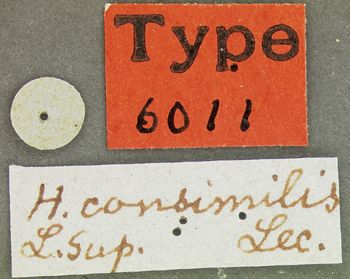 Type
6011
H. consimilis
L. Sup. Lec.